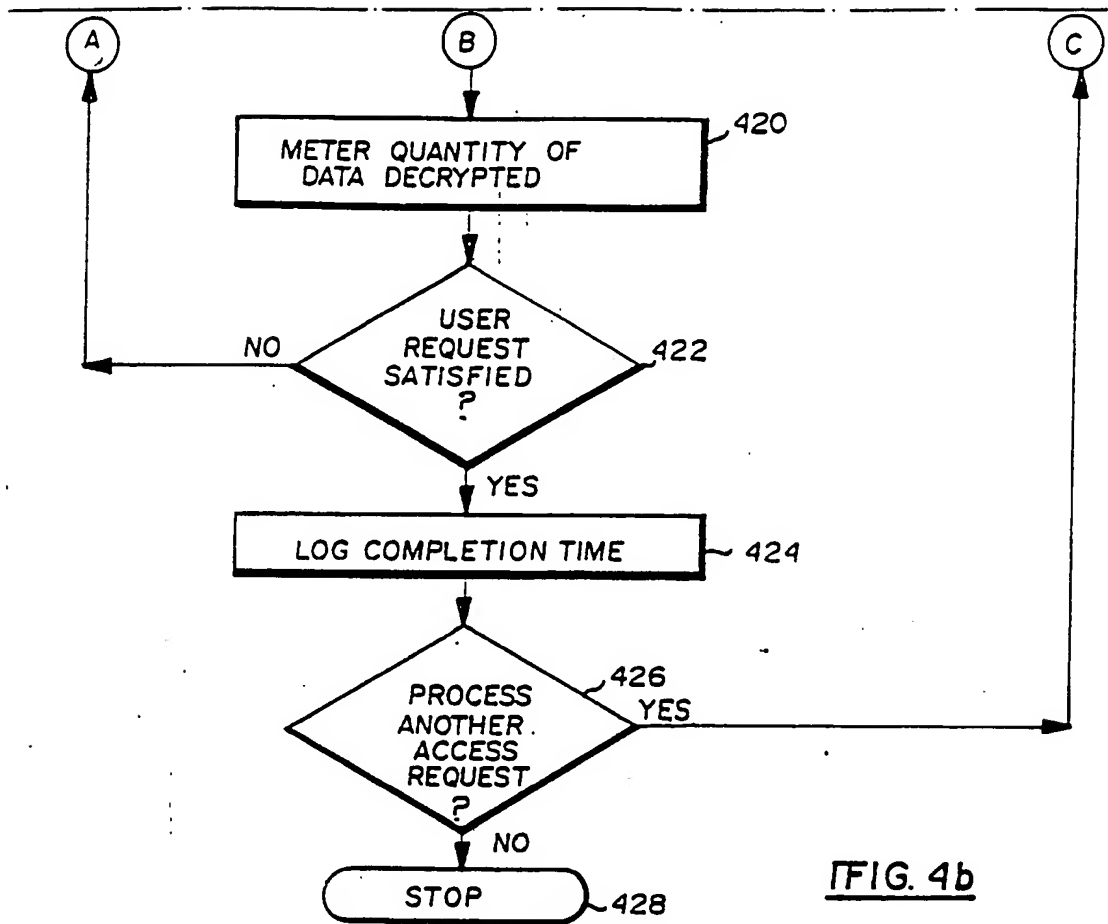 A
B
C
METER QUANTITY OF
DATA DECRYPTED
420
USER
REQUEST
SATISFIED
?
422
NO
YES
LOG COMPLETION TIME
424
PROCESS
ANOTHER
ACCESS
REQUEST
?
426
YES
NO
STOP
428
FIG. 4b